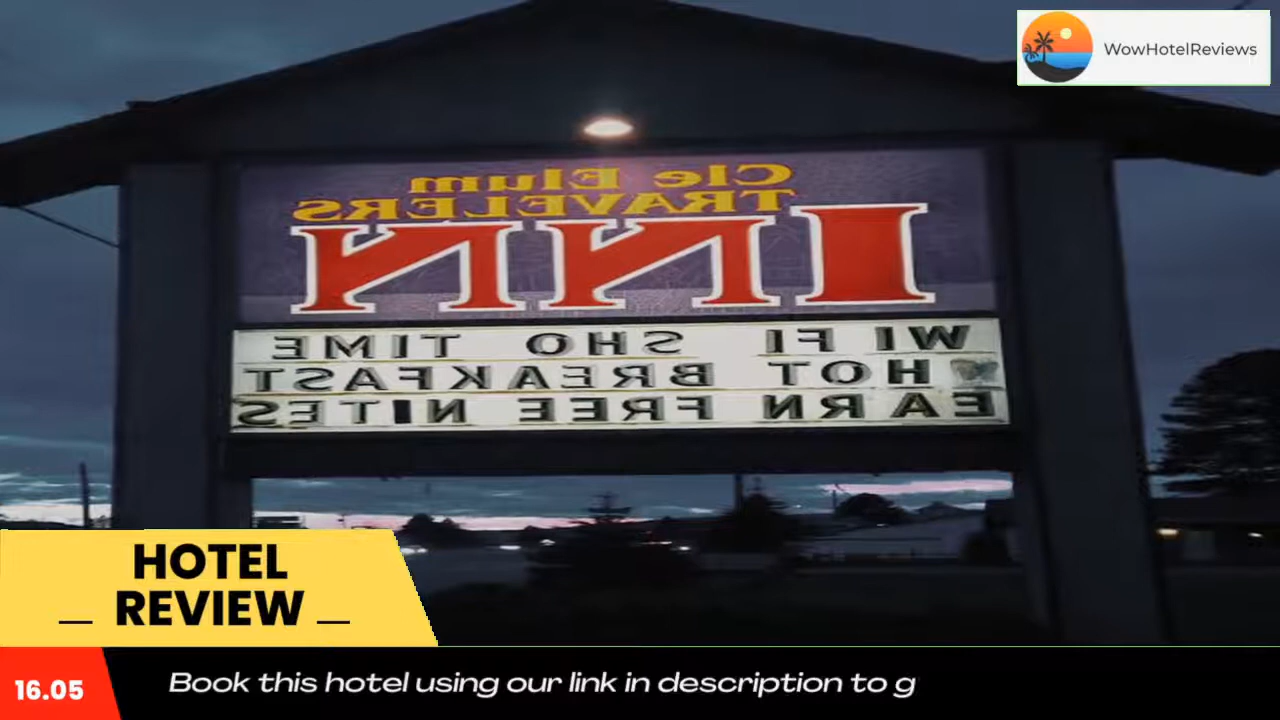 WowHotelReviews
Cle Elum
TRAVELERS
INN
WI FI SHO TIME
HOT BREAKFAST
EARN FREE NITES
HOTEL
REVIEW
16.05
Book this hotel using our link in description to g